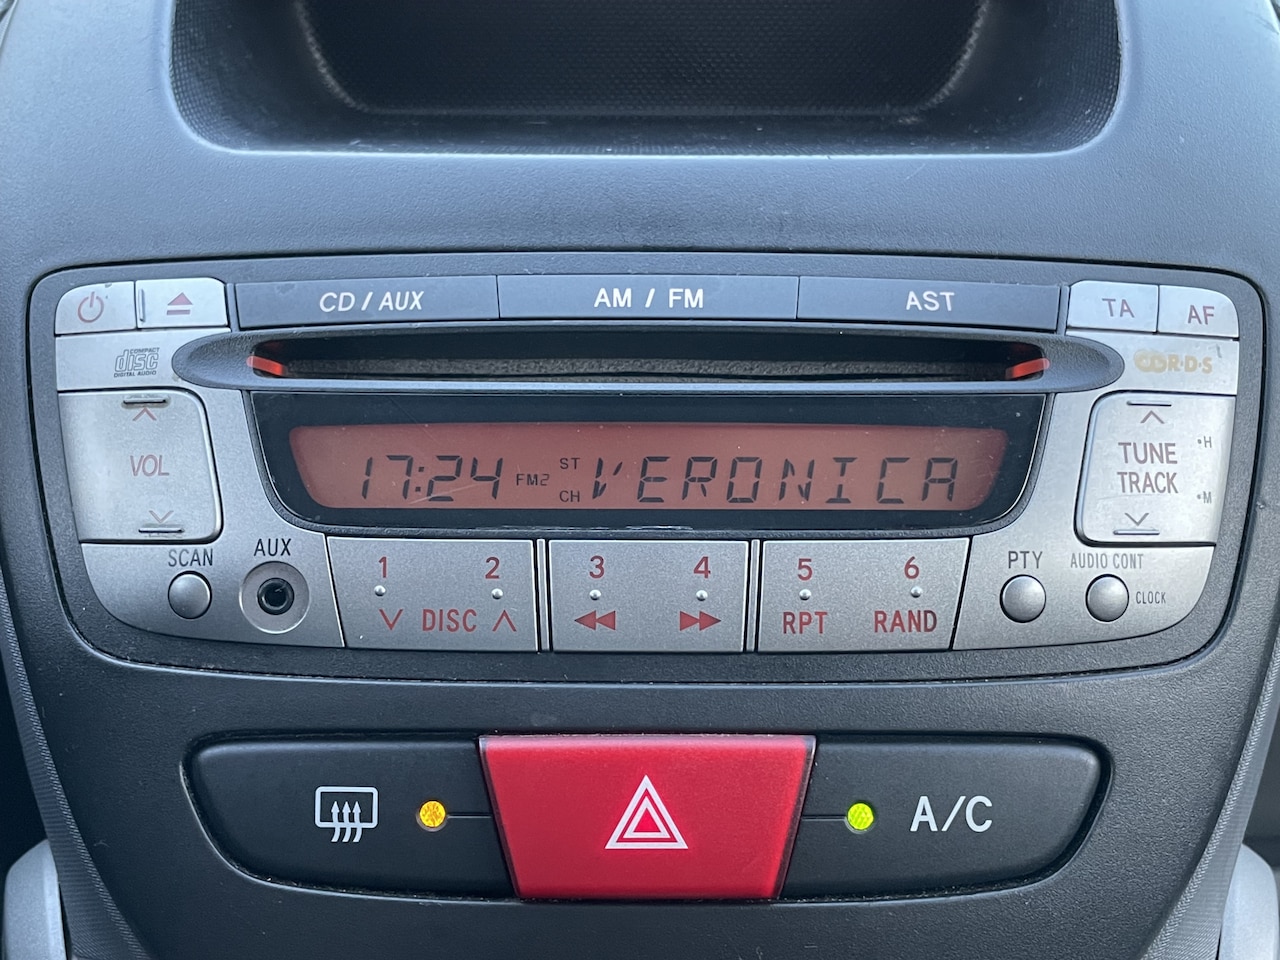 CD / AUX
AM / FM
AST
TA
AF
COMPACT
disc
DIGITAL AUDIO
R·D·S
VOL
17:24 FM2 ST CH VERONICA
TUNE
TRACK
•H
•M
SCAN
AUX
1
2
3
4
5
6
DISC
RPT
RAND
PTY
AUDIO CONT
CLOCK
A/C